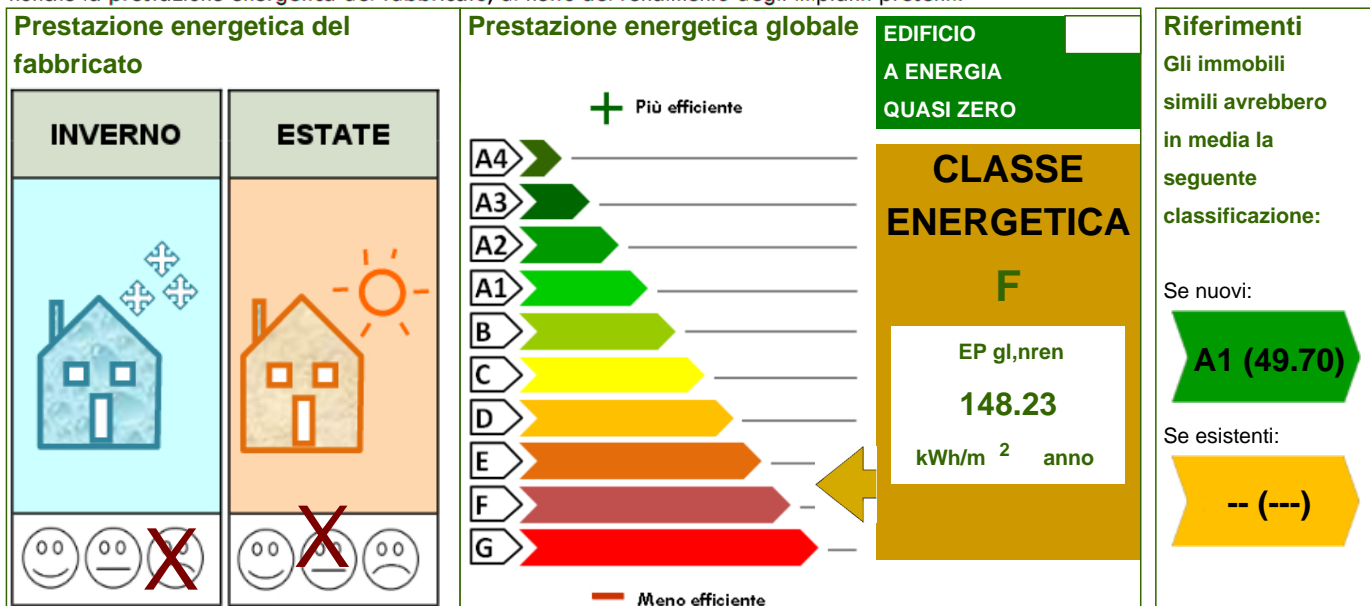 Prestazione energetica del
fabbricato
INVERNO
ESTATE
Prestazione energetica globale
Più efficiente
A4
A3
A2
A1
B
C
D
E
F
G
Meno efficiente
EDIFICIO
A ENERGIA
QUASI ZERO
CLASSE
ENERGETICA
F
EP gl,nren
148.23
kWh/m 2 anno
Riferimenti
Gli immobili
simili avrebbero
in media la
seguente
classificazione:
Se nuovi:
A1 (49.70)
Se esistenti:
-- (---)